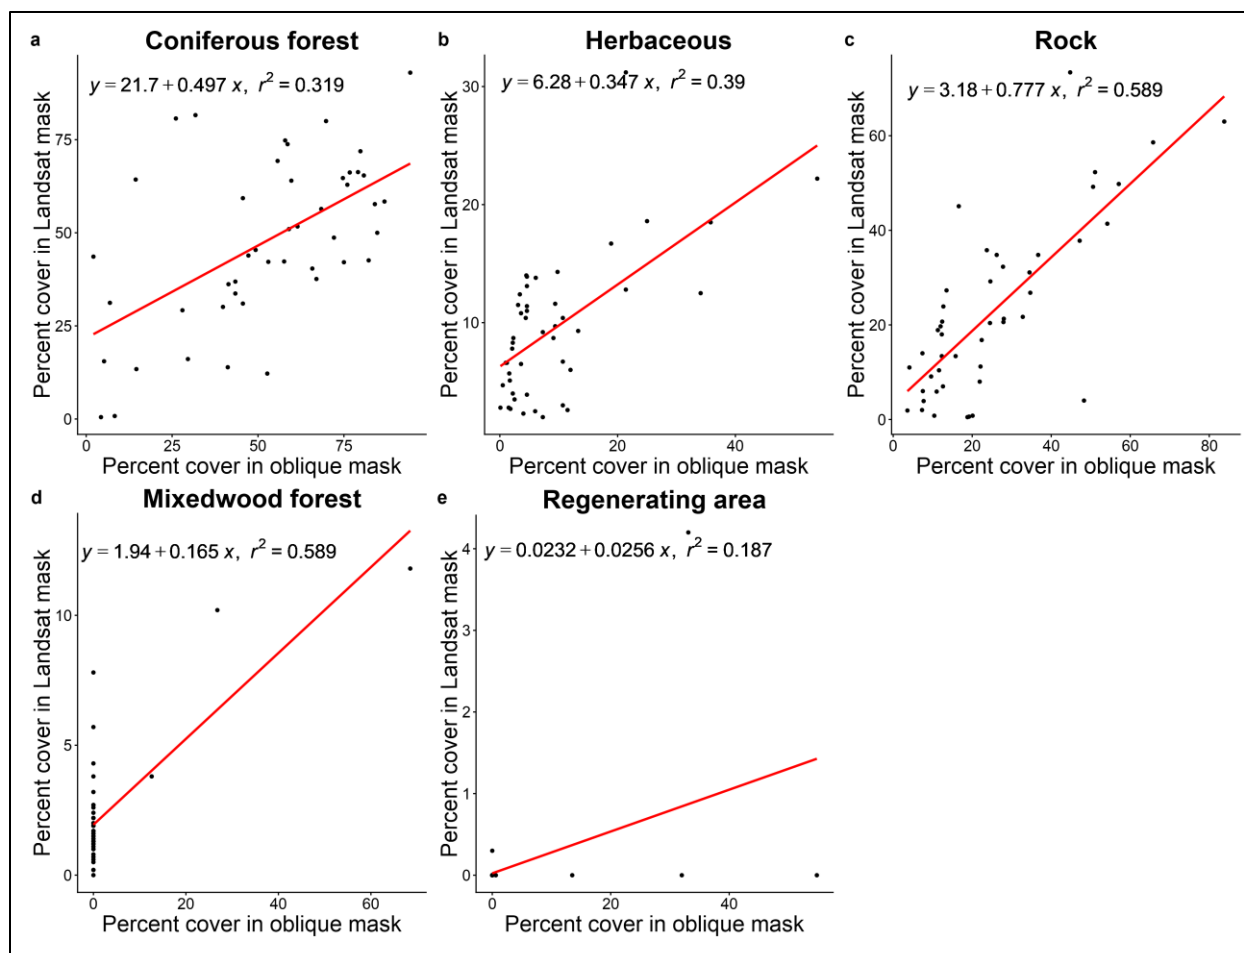 a Coniferous forest
y = 21.7 + 0.497 x, r² = 0.319
Percent cover in Landsat mask
75
50
25
0
0 25 50 75
Percent cover in oblique mask
b Herbaceous
y = 6.28 + 0.347 x, r² = 0.39
Percent cover in Landsat mask
30
20
10
0 20 40
Percent cover in oblique mask
c Rock
y = 3.18 + 0.777 x, r² = 0.589
Percent cover in Landsat mask
60
40
20
0
0 20 40 60 80
Percent cover in oblique mask
d Mixedwood forest
y = 1.94 + 0.165 x, r² = 0.589
Percent cover in Landsat mask
10
5
0
0 20 40 60
Percent cover in oblique mask
e Regenerating area
y = 0.0232 + 0.0256 x, r² = 0.187
Percent cover in Landsat mask
4
3
2
1
0
0 20 40
Percent cover in oblique mask